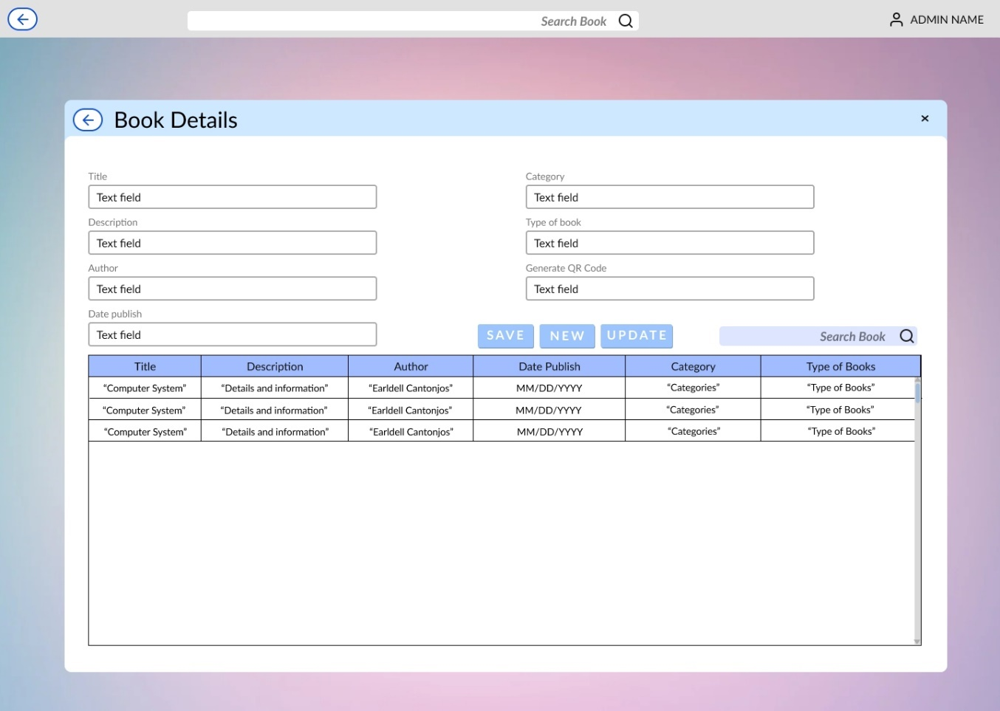 Search Book
ADMIN NAME
Book Details
Title
Text field
Category
Text field
Description
Text field
Type of book
Text field
Author
Text field
Generate QR Code
Text field
Date publish
Text field
SAVE NEW UPDATE
Search Book
Title Description Author Date Publish Category Type of Books
“Computer System” “Details and information” “Earldell Cantonjos” MM/DD/YYYY “Categories” “Type of Books”
“Computer System” “Details and information” “Earldell Cantonjos” MM/DD/YYYY “Categories” “Type of Books”
“Computer System” “Details and information” “Earldell Cantonjos” MM/DD/YYYY “Categories” “Type of Books”